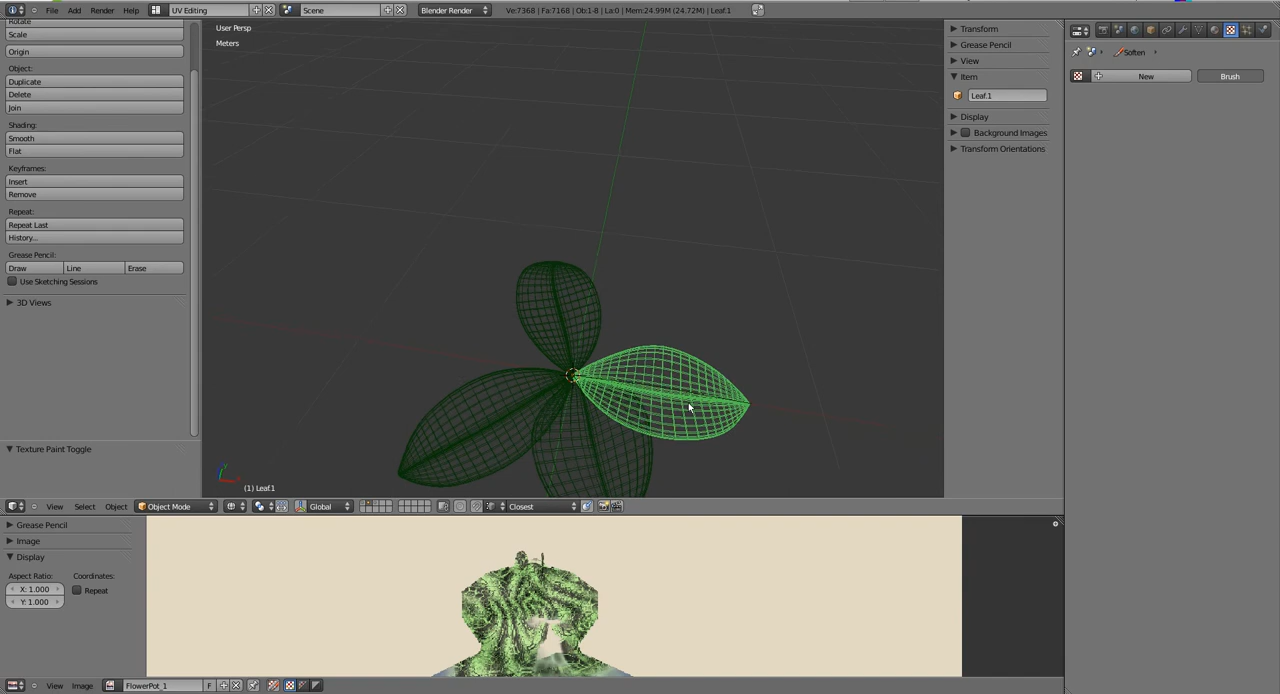 File Add Render Help UV Editing Scene Blender Render Ve:7368 | Fa:7168 | Ob:1-8 | La:0 | Mem:24.99M (24.72M) | Leaf.1
Rotate
Scale
Origin
Object:
Duplicate
Delete
Join
Shading:
Smooth
Flat
Keyframes:
Insert
Remove
Repeat:
Repeat Last
History...
Grease Pencil:
Draw Line Erase
Use Sketching Sessions
3D Views
Texture Paint Toggle
User Persp
Meters
(1) Leaf.1
Transform
Grease Pencil
View
Item
Leaf.1
Display
Background Images
Transform Orientations
Soften
New Brush
View Select Object Object Mode Global Closest
Grease Pencil
Image
Display
Aspect Ratio: Coordinates:
X: 1.000 Repeat
Y: 1.000
View Image FlowerPot_1 F